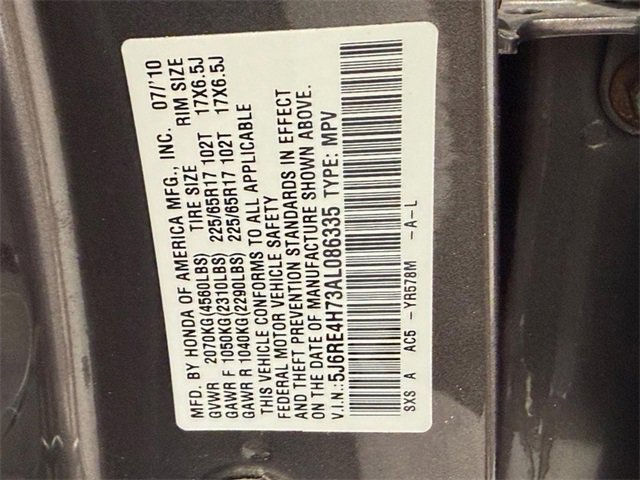 MFD. BY HONDA OF AMERICA MFG., INC. 07/'10
TIRE SIZE RIM SIZE
GVWR 2070KG(4560LBS) 225/65R17 102T 17X6.5J
GAWR F 1050KG(2310LBS) 225/65R17 102T 17X6.5J
GAWR R 1040KG(2290LBS)
THIS VEHICLE CONFORMS TO ALL APPLICABLE
FEDERAL MOTOR VEHICLE SAFETY
AND THEFT PREVENTION STANDARDS IN EFFECT
ON THE DATE OF MANUFACTURE SHOWN ABOVE.
V.I.N.:5J6RE4H73AL086335 TYPE: MPV
SXS A AC5 -YR578M -A-L